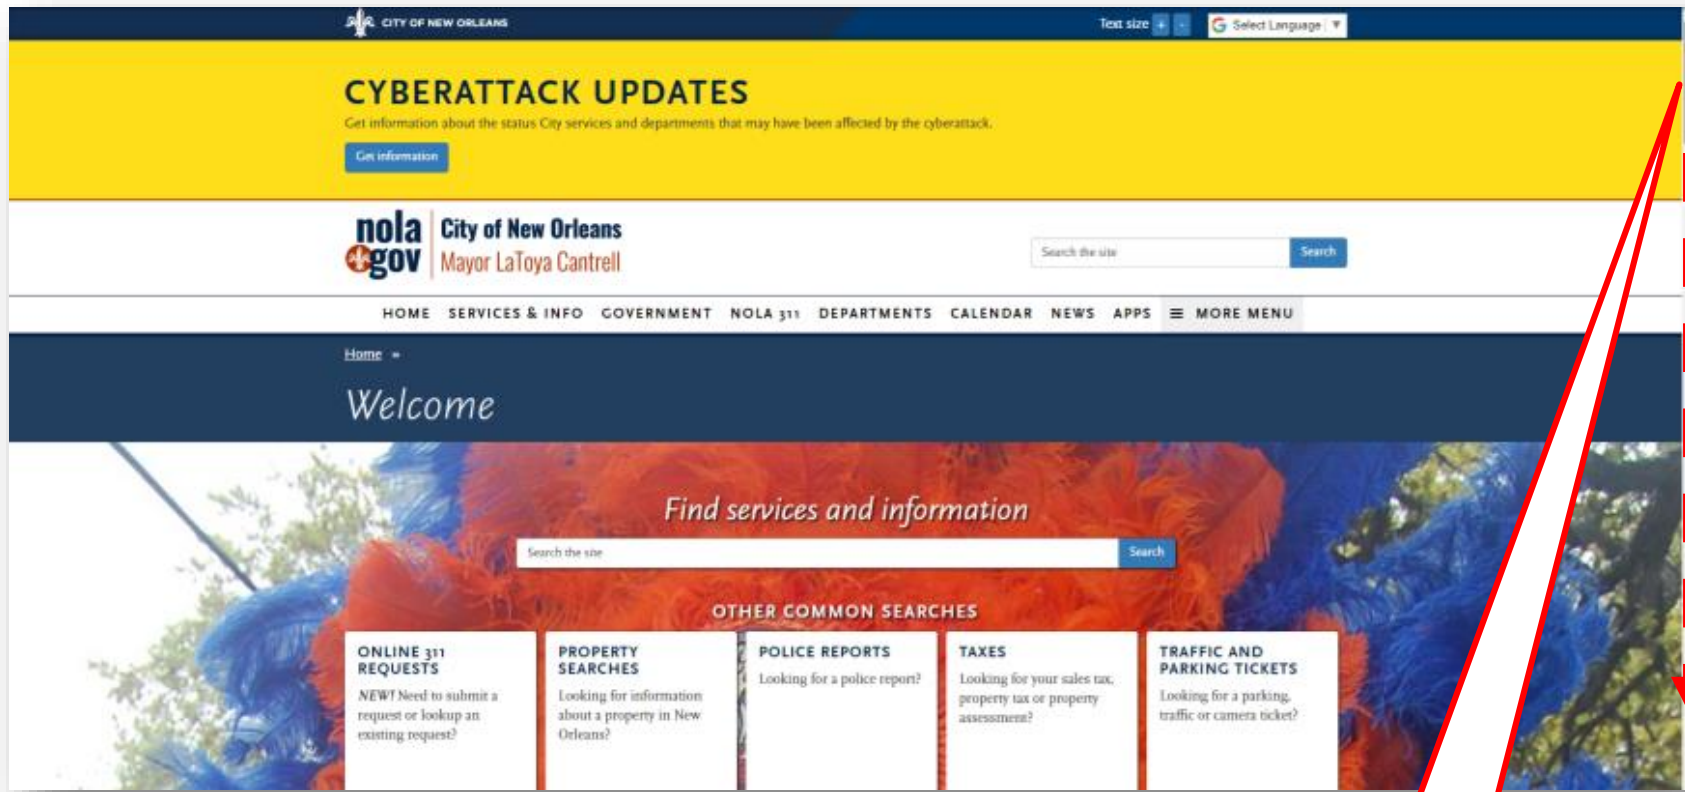 CITY OF NEW ORLEANS
Text size + -
Select Language ▼
CYBERATTACK UPDATES
Get information about the status City services and departments that may have been affected by the cyberattack.
Get information
nola gov
City of New Orleans
Mayor LaToya Cantrell
Search the site
Search
HOME SERVICES & INFO GOVERNMENT NOLA 311 DEPARTMENTS CALENDAR NEWS APPS ≡ MORE MENU
Home »
Welcome
Find services and information
Search the site
Search
OTHER COMMON SEARCHES
ONLINE 311
REQUESTS
NEW! Need to submit a
request or lookup an
existing request?
PROPERTY
SEARCHES
Looking for information
about a property in New
Orleans?
POLICE REPORTS
Looking for a police report?
TAXES
Looking for your sales tax,
property tax or property
assessment?
TRAFFIC AND
PARKING TICKETS
Looking for a parking,
traffic or camera ticket?